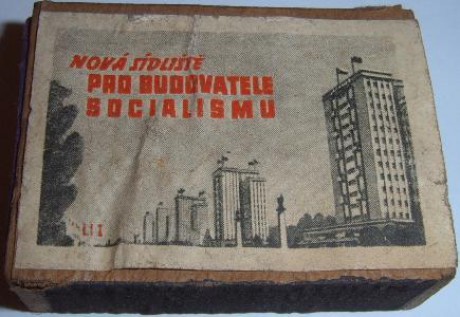 NOVÁ SÍDLIŠTĚ
PRO BUDOVATELE
SOCIALISMU